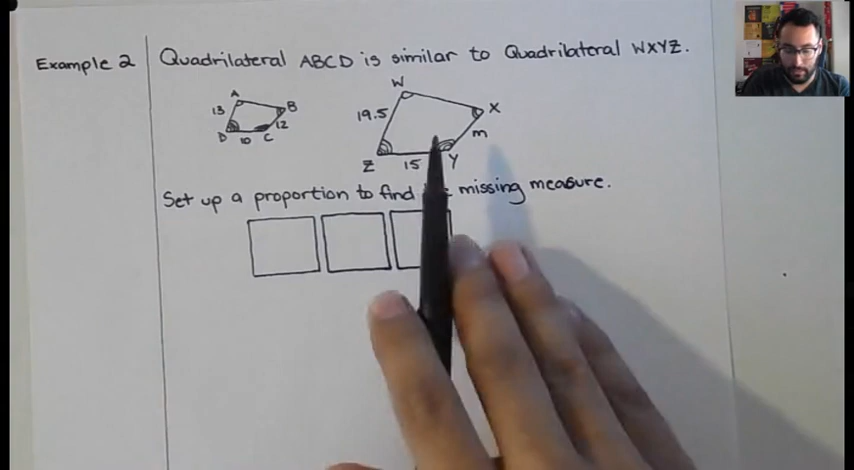 Example 2
Quadrilateral ABCD is similar to Quadrilateral WXYZ.
A
B
13
12
D
10
C
W
X
19.5
m
Z
15
Y
Set up a proportion to find missing measure.